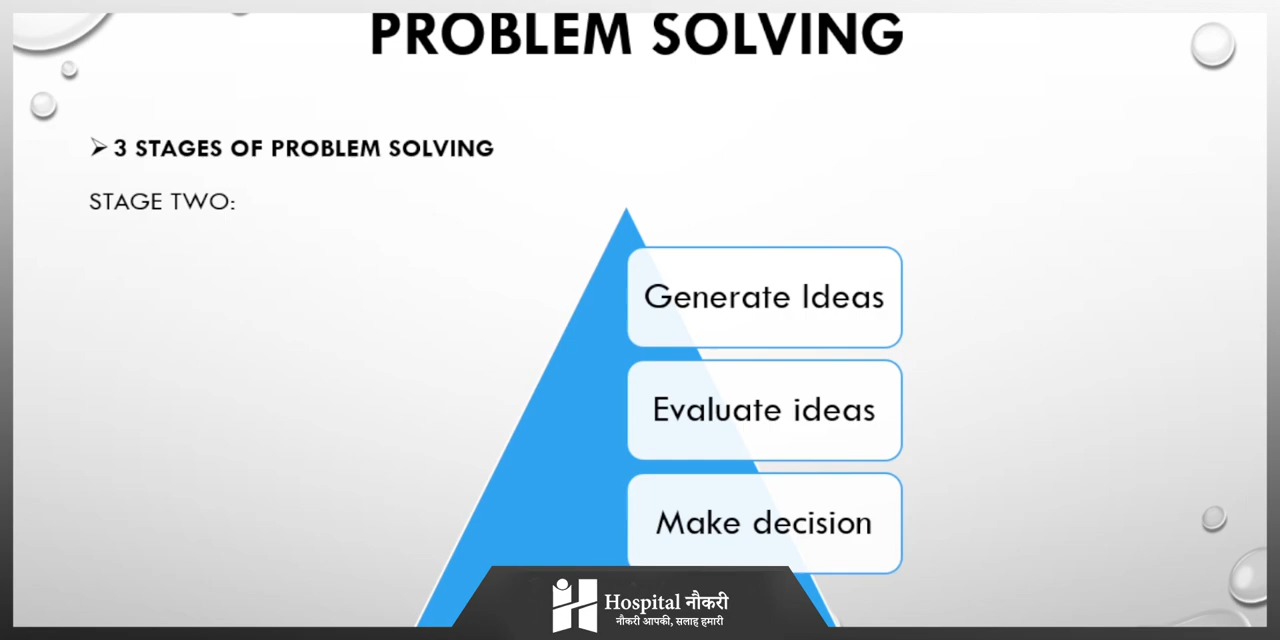 PROBLEM SOLVING
3 STAGES OF PROBLEM SOLVING
STAGE TWO:
Generate Ideas
Evaluate ideas
Make decision
Hospital नौकरी
नौकरी आपकी, सलाह हमारी